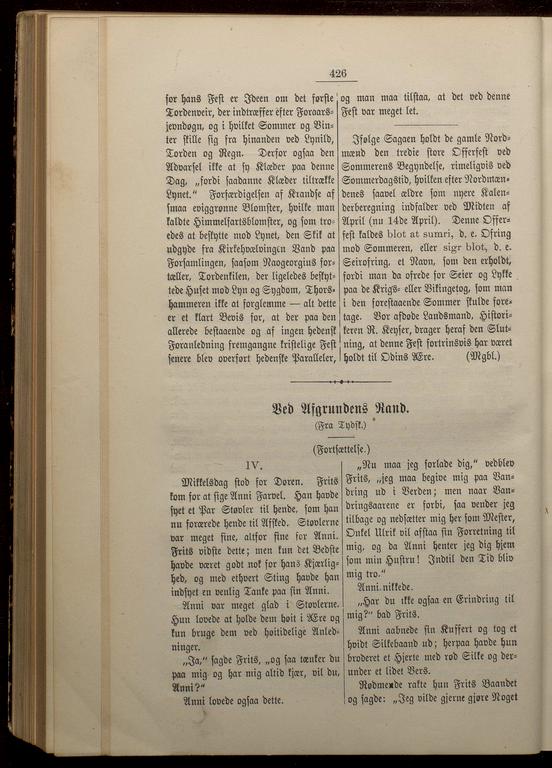 426
for hans Fest er Ideen om det første
Tordenveir, der indtræffer efter Foraars-
jevndøgn, og i hvilket Sommer og Vin-
ter skille sig fra hinanden ved Lynild,
Torden og Regn. Derfor ogsaa den
Advarsel ikke at sy Klæder paa denne
Dag, „fordi saadanne Klæder tiltrække
Lynet.“ Forfærdigelsen af Krandse af
smaa eviggrønne Blomster, hvilke man
kaldte Himmelfartsblomster, og som tro-
edes at beskytte mod Lynet, den Skik at
udgyde fra Kirkehvælvingen Vand paa
Forsamlingen, saasom Naogeorgius for-
tæller, Tordenkilen, der ligeledes beskyt-
tede Huset mod Lyn og Sygdom, Thors-
hammeren ikke at forglemme — alt dette
er et klart Bevis for, at der paa den
allerede bestaaende og af ingen hedensk
Foranledning fremgangne kristelige Fest
senere blev overført hedenske Paralleler,
og man maa tilstaa, at det ved denne
Fest var meget let.
Ifølge Sagaen holdt de gamle Nord-
mænd den tredie store Offerfest ved
Sommerens Begyndelse, rimeligvis ved
Sommerdagstid, hvilken efter Nordmæn-
denes saavel ældre som nyere Kalen-
derberegning indfalder ved Midten af
April (nu 14de April). Denne Offer-
fest kaldes blot at sumri, d. e. Ofring
mod Sommeren, eller sigr blot, d. e.
Seirofring, et Navn, som den erholdt,
fordi man da ofrede for Seier og Lykke
paa de Krigs- eller Vikingetog, som man
i den forestaaende Sommer skulde fore-
tage. Vor afdøde Landsmand, Histori-
keren R. Keyser, drager heraf den Slut-
ning, at denne Fest fortrinsvis har været
holdt til Odins Ære. (Mgbl.)
Ved Afgrundens Rand.
(Fra Tydsk.)
(Fortsættelse.)
IV.
Mikkelsdag stod for Døren. Frits
kom for at sige Anni Farvel. Han havde
syet et Par Støvler til hende, som han
nu forærede hende til Afsked. Støvlerne
var meget fine, altfor fine for Anni.
Frits vidste dette; men kun det Bedste
havde været godt nok for hans Kjærlig-
hed, og med ethvert Sting havde han
indsyet en venlig Tanke paa sin Anni.
Anni var meget glad i Støvlerne.
Hun lovede at holde dem høit i Ære og
kun bruge dem ved høitidelige Anled-
ninger.
„Ja,“ sagde Frits, „og saa tænker du
paa mig og har mig altid kjær, vil du,
Anni?“
Anni lovede ogsaa dette.
„Nu maa jeg forlade dig,“ vedblev
Frits, „jeg maa begive mig paa Van-
dring ud i Verden; men naar Van-
dringsaarene er forbi, saa vender jeg
tilbage og nedsætter mig her som Mester,
Onkel Ulrik vil afstaa sin Forretning til
mig, og da Anni henter jeg dig hjem
som min Hustru! Indtil den Tid bliv
mig tro.“
Anni nikkede.
„Har du ikke ogsaa en Erindring til
mig?“ bad Frits.
Anni aabnede sin Kuffert og tog et
hvidt Silkebaand ud; herpaa havde hun
broderet et Hjerte med rød Silke og der-
under et lidet Vers.
Rødmende rakte hun Frits Baandet
og sagde: „Jeg vilde gjerne gjøre Noget